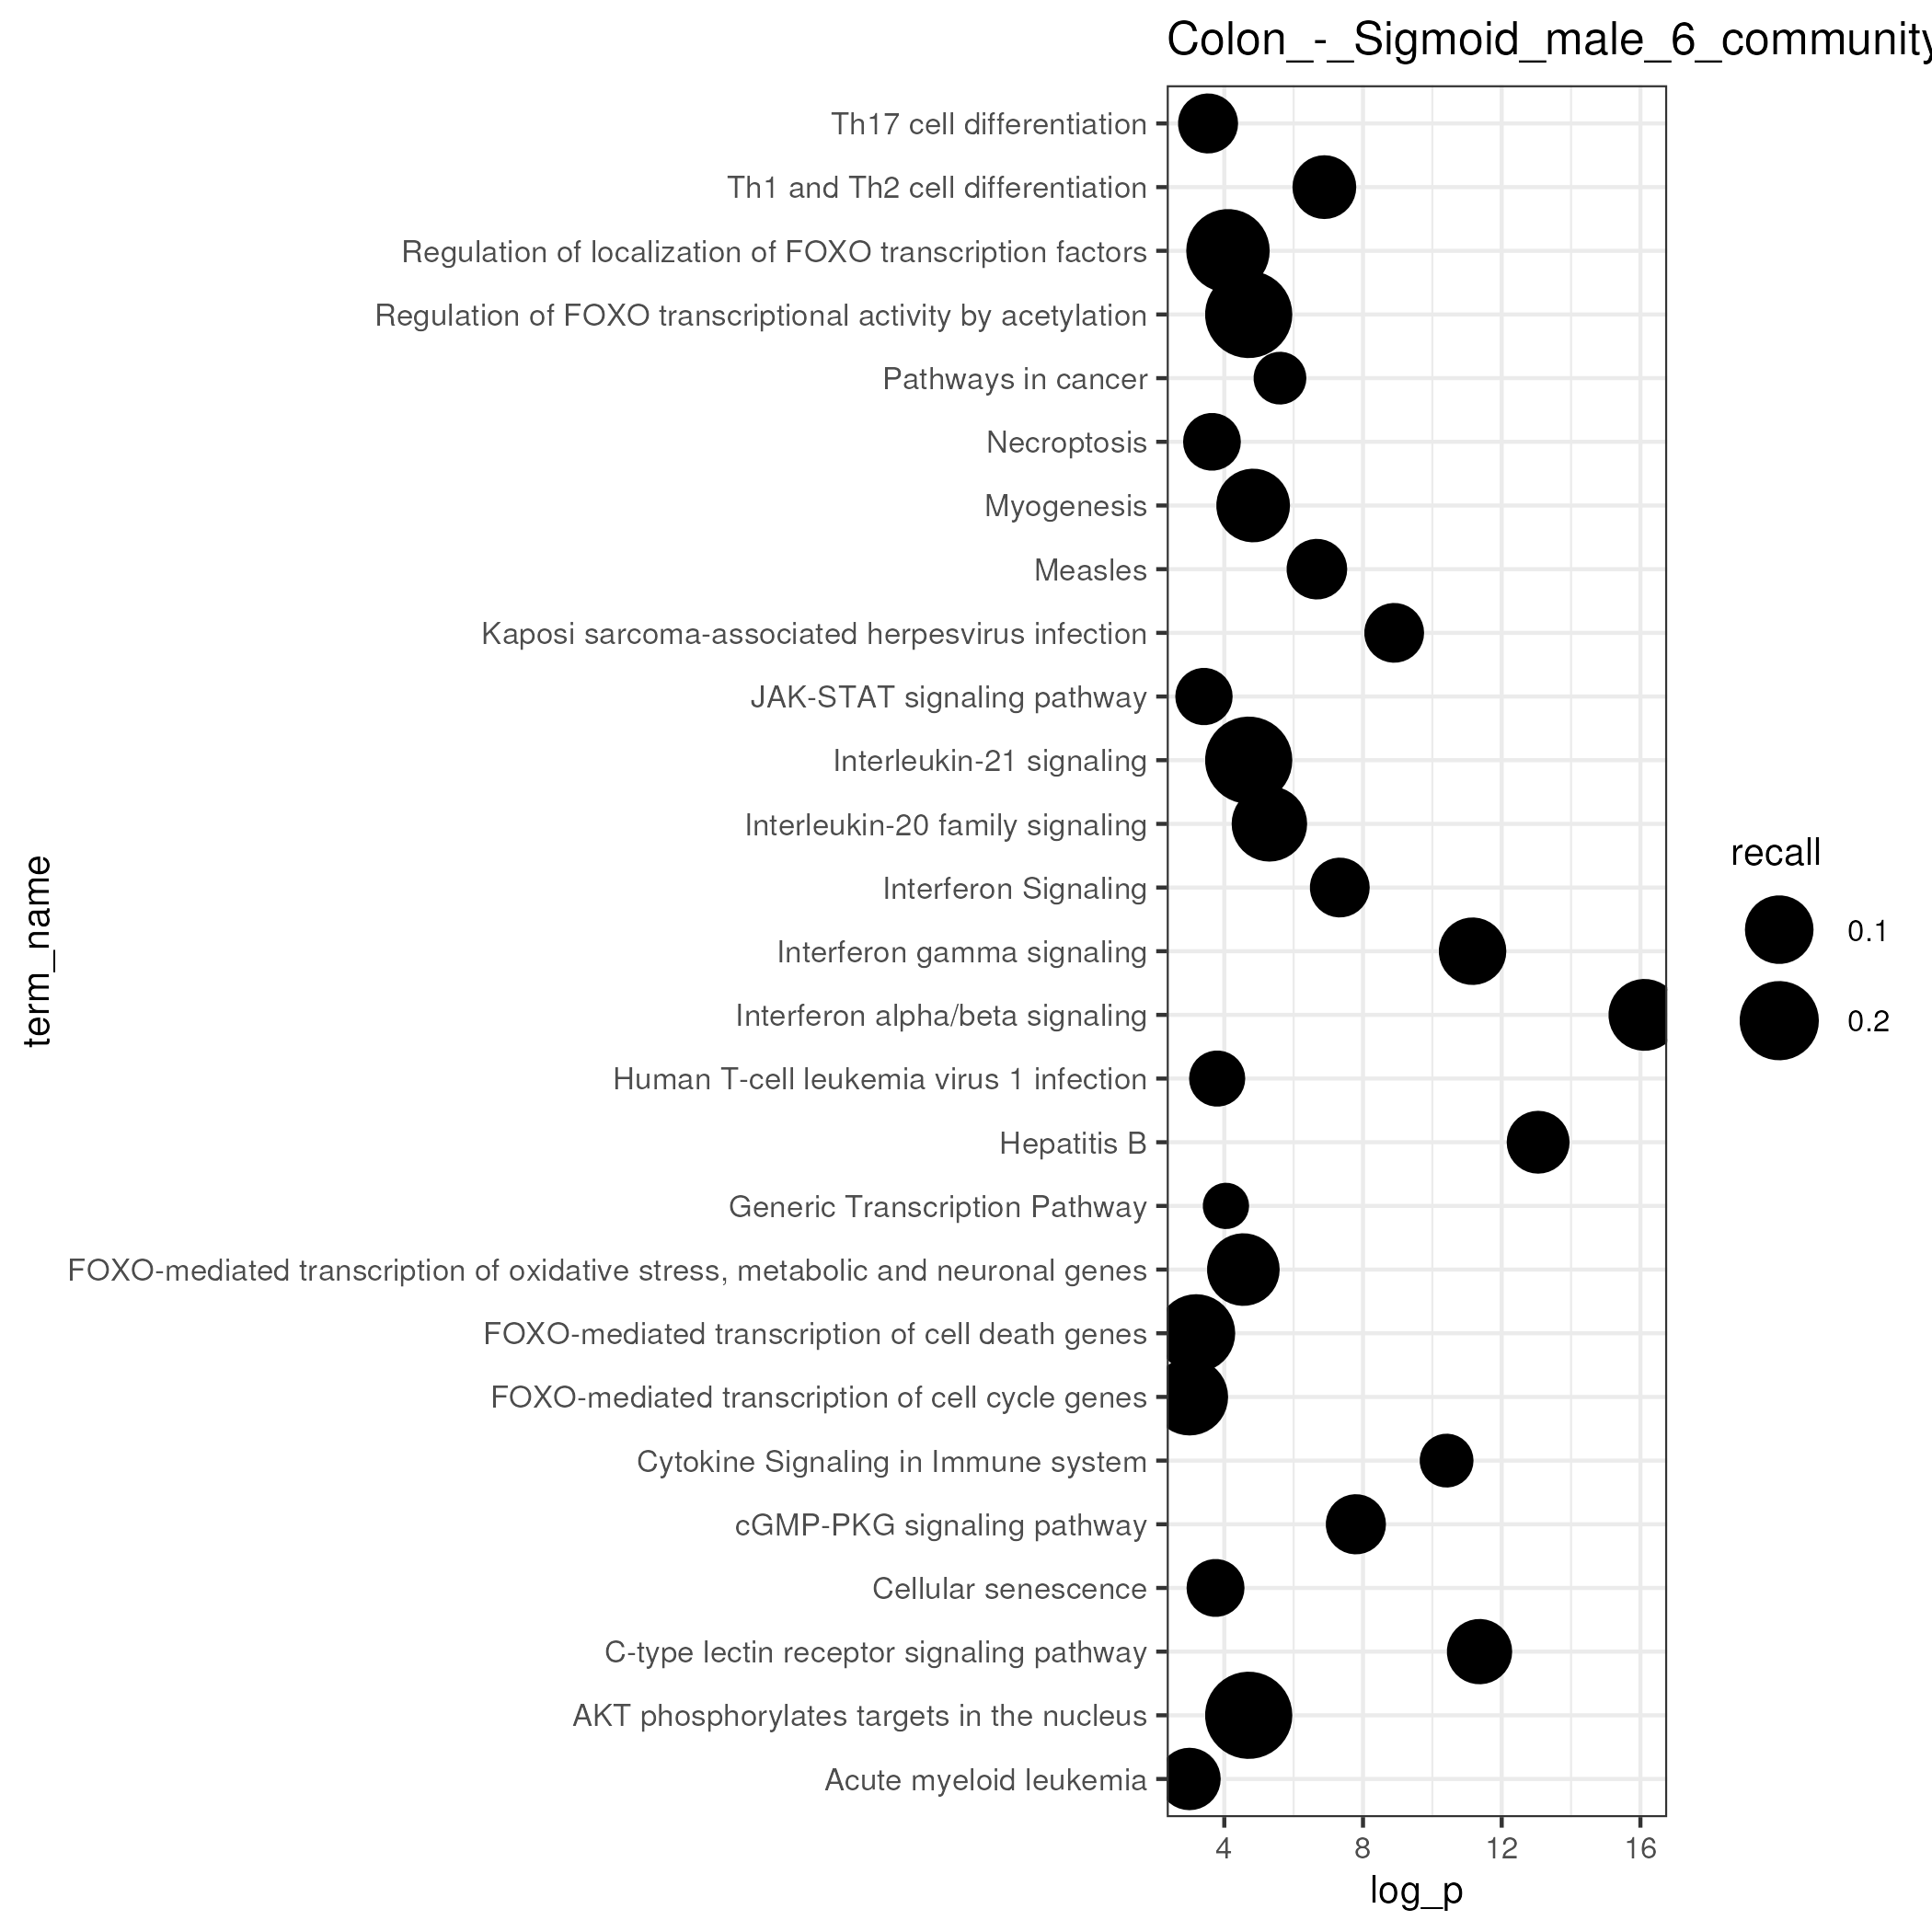 Colon_-_Sigmoid_male_6_community
Th17 cell differentiation
Th1 and Th2 cell differentiation
Regulation of localization of FOXO transcription factors
Regulation of FOXO transcriptional activity by acetylation
Pathways in cancer
Necroptosis
Myogenesis
Measles
Kaposi sarcoma-associated herpesvirus infection
JAK-STAT signaling pathway
Interleukin-21 signaling
Interleukin-20 family signaling
Interferon Signaling
Interferon gamma signaling
Interferon alpha/beta signaling
Human T-cell leukemia virus 1 infection
Hepatitis B
Generic Transcription Pathway
FOXO-mediated transcription of oxidative stress, metabolic and neuronal genes
FOXO-mediated transcription of cell death genes
FOXO-mediated transcription of cell cycle genes
Cytokine Signaling in Immune system
cGMP-PKG signaling pathway
Cellular senescence
C-type lectin receptor signaling pathway
AKT phosphorylates targets in the nucleus
Acute myeloid leukemia
term_name
4 8 12 16
log_p
recall
0.1
0.2